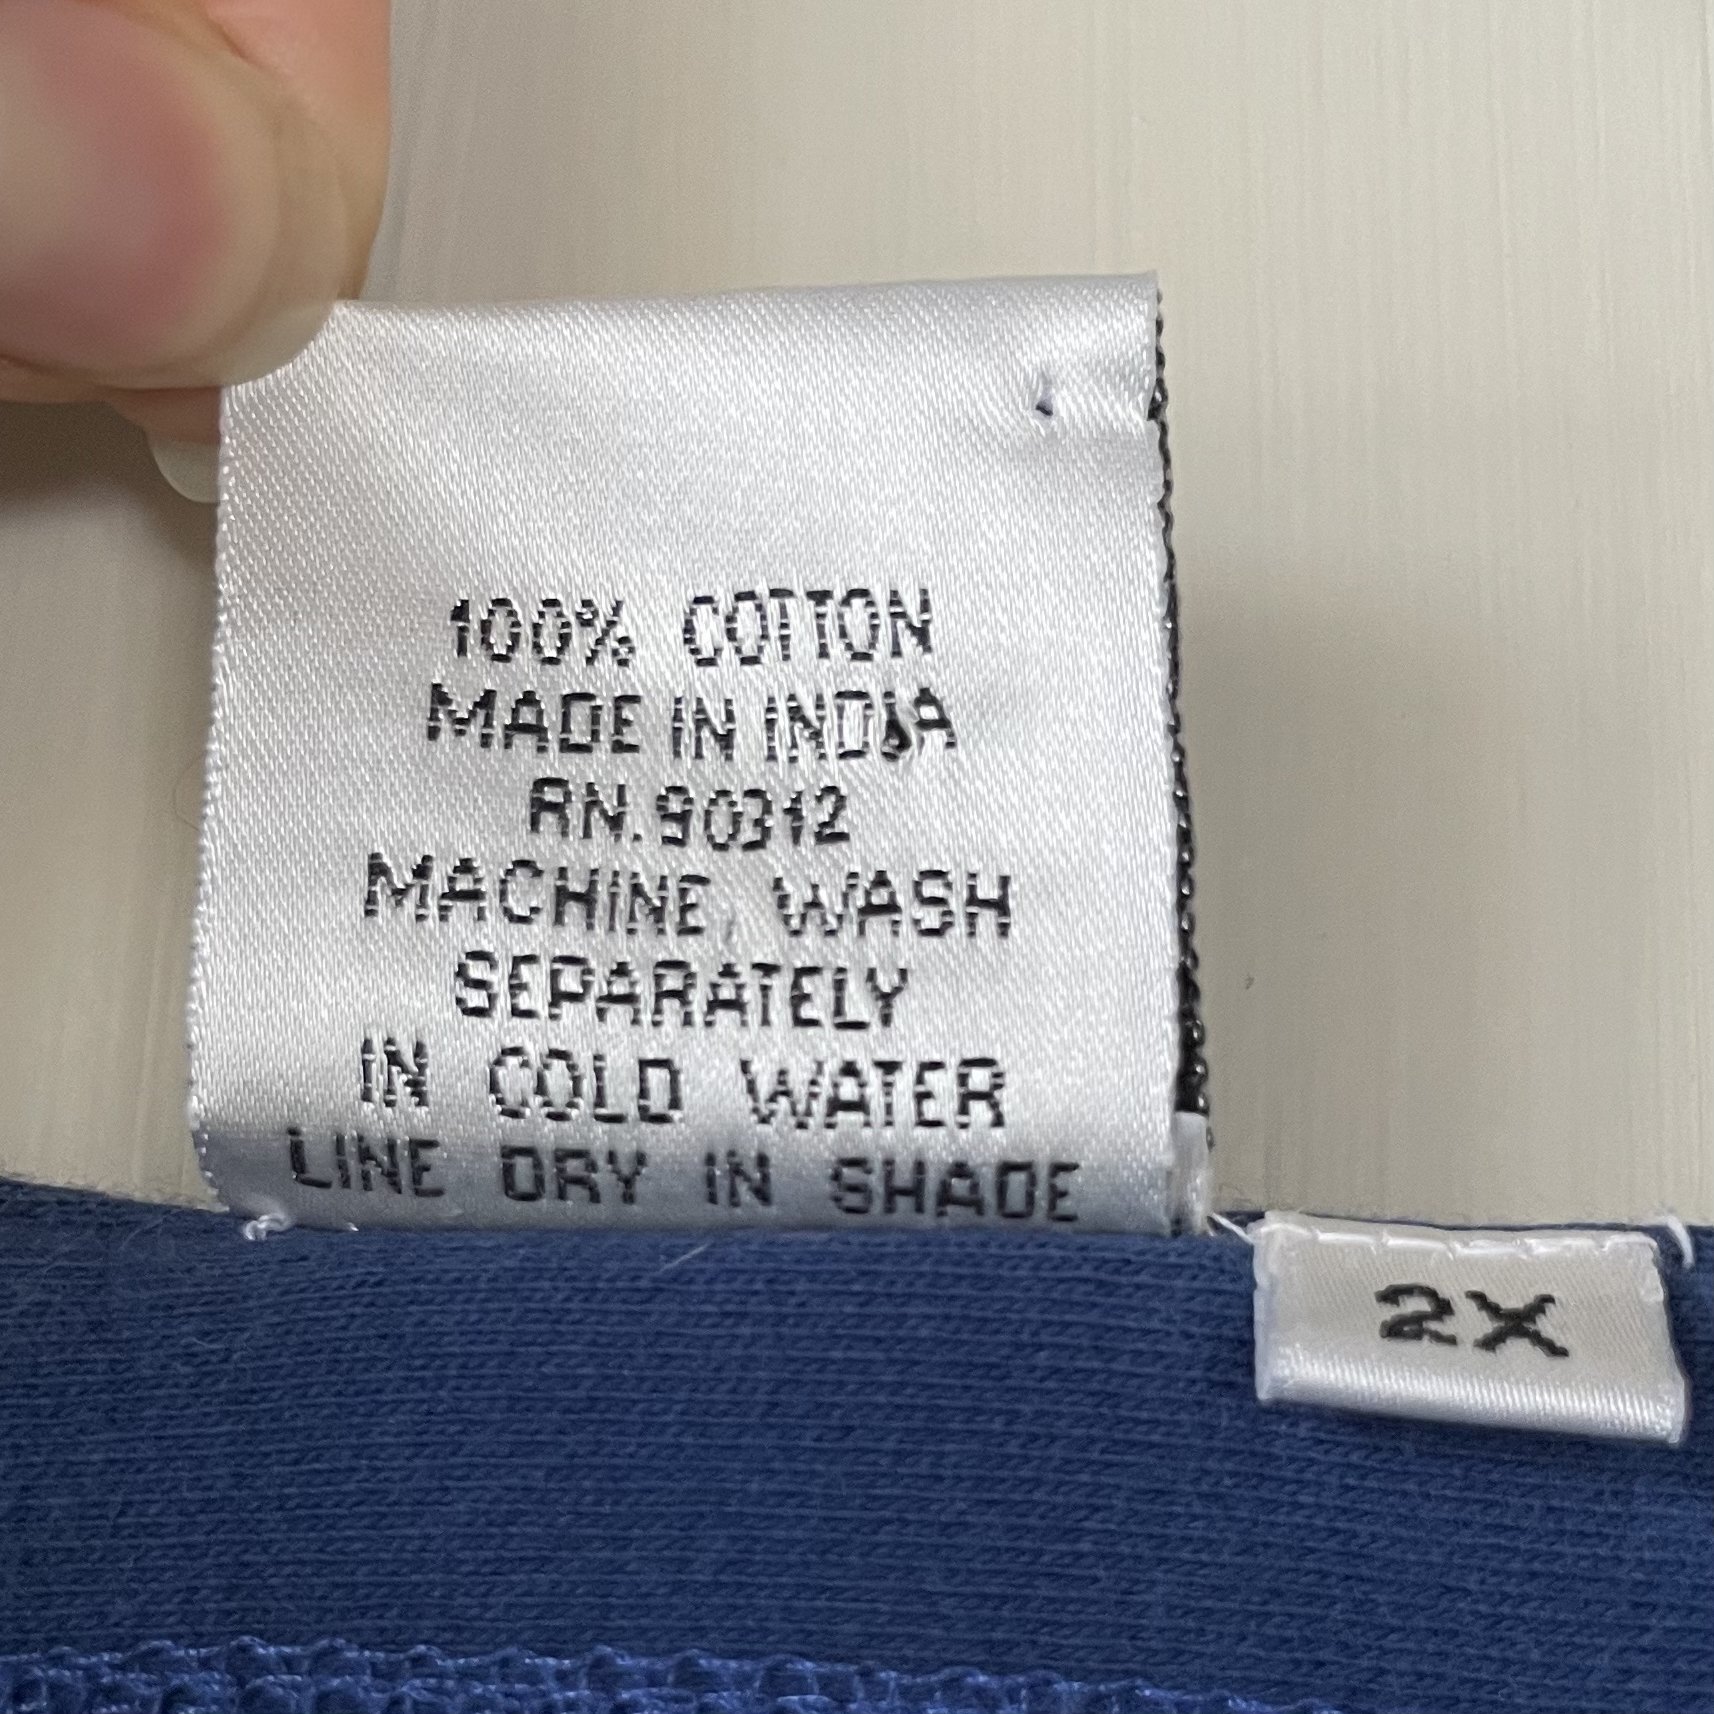 100% COTTON
MADE IN INDIA
RN.90312
MACHINE, WASH
SEPARATELY
IN COLD WATER
LINE DRY IN SHADE
2X